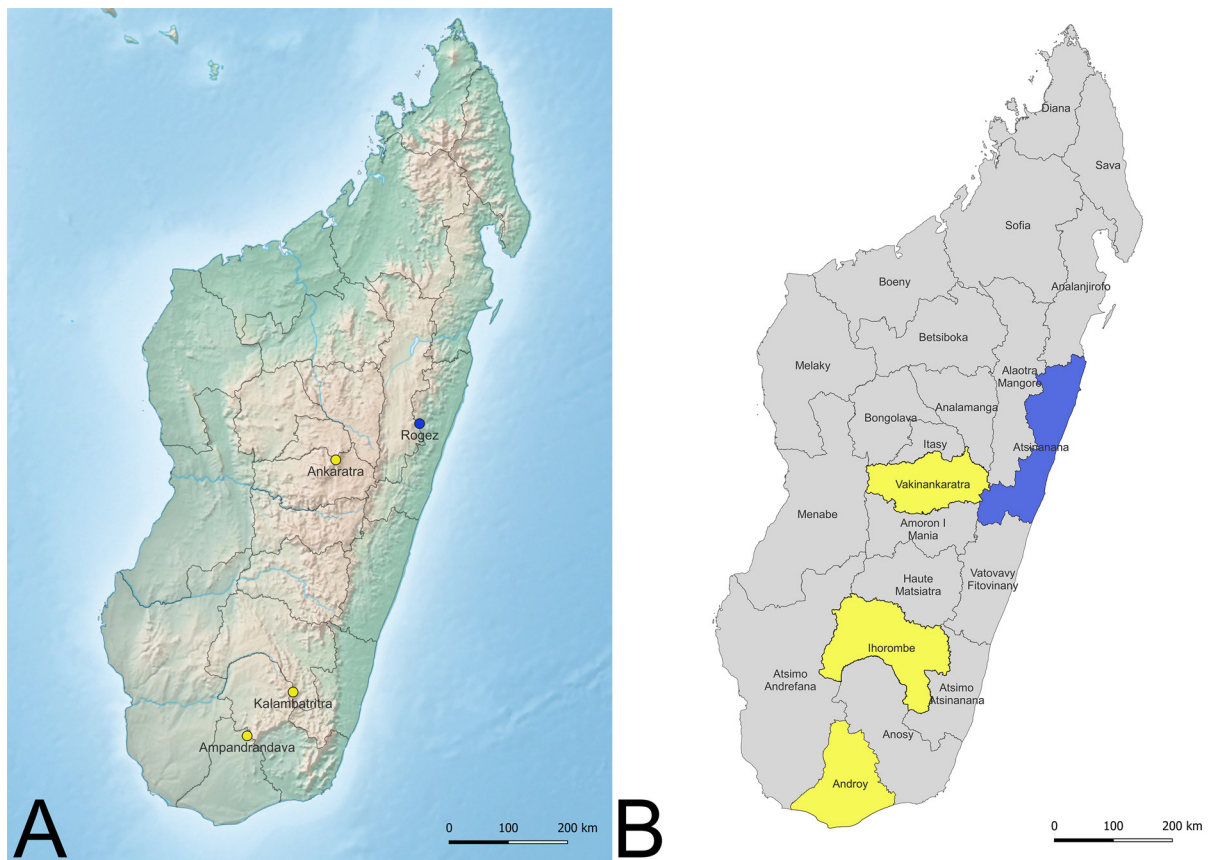 Rogez
Ankaratra
Kalambatritra
Ampandrandava
A
0 100 200 km
Diana
Sava
Sofia
Boeny
Analanjirofo
Betsiboka
Melaky
Alaotra
Mangoro
Analamanga
Bongolava
Itasy
Atsinanana
Vakinankaratra
Menabe
Amoron I
Mania
Vatovavy
Fitovinany
Haute
Matsiatra
Ihorombe
Atsimo
Andrefana
Atsimo
Atsinanana
Anosy
Androy
B
0 100 200 km